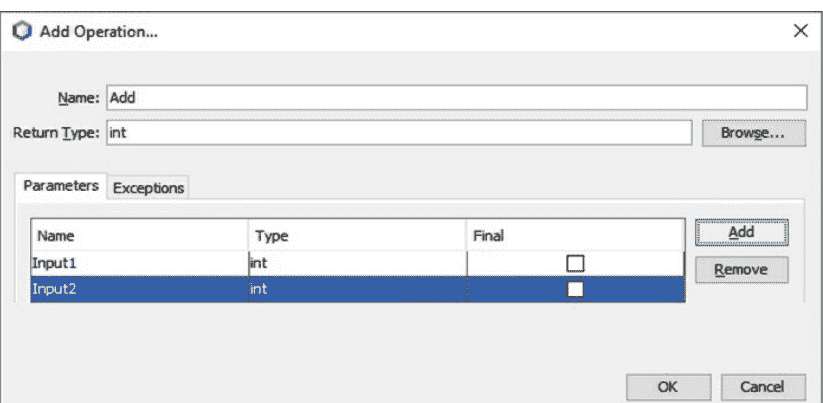 Add Operation...
Name: Add
Return Type: int Browse...
Parameters Exceptions
Name Type Final Add
Input1 int Remove
Input2 int
OK Cancel